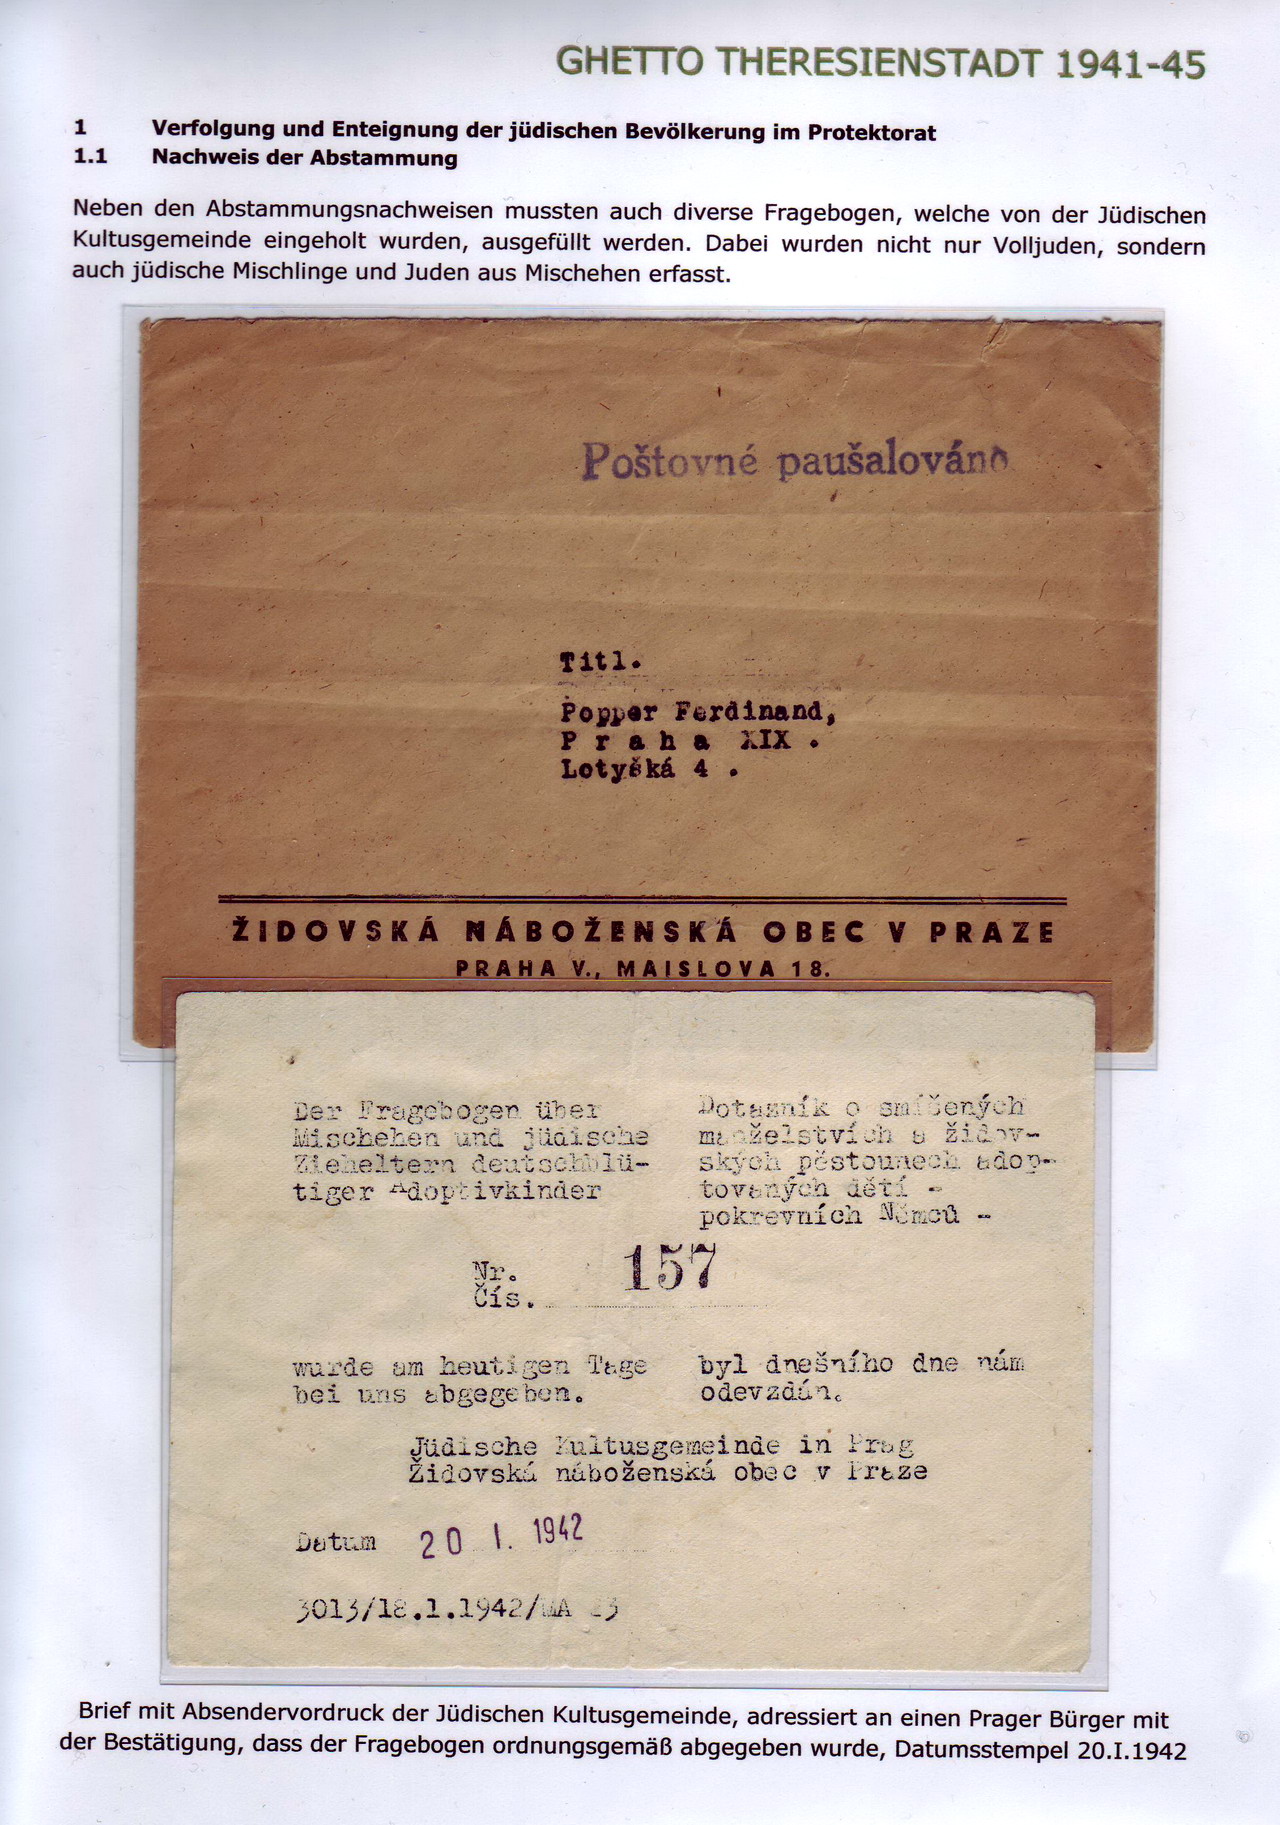 GHETTO THERESIENSTADT 1941-45
1 Verfolgung und Enteignung der jüdischen Bevölkerung im Protektorat
1.1 Nachweis der Abstammung
Neben den Abstammungsnachweisen mussten auch diverse Fragebogen, welche von der Jüdischen
Kultusgemeinde eingeholt wurden, ausgefüllt werden. Dabei wurden nicht nur Volljuden, sondern
auch jüdische Mischlinge und Juden aus Mischehen erfasst.
Poštovné paušalováno
Titl.
Popper Ferdinand,
Praha XIX .
Lotyšká 4 .
ŽIDOVSKÁ NÁBOŽENSKÁ OBEC V PRAZE
PRAHA V., MAISLOVA 18.
Der Fragebogen über
Mischehen und jüdische
Zieheltern deutschblü-
tiger Adoptivkinder
Dotazník o smíšených
manželstvích a židov-
ských pěstounech adop-
tovaných dětí -
pokrevních Němců -
Nr. 157
Čís.
wurde am heutigen Tage
bei uns abgegeben.
byl dnešního dne nám
odevzdán.
Jüdische Kultusgemeinde in Prag
Židovská náboženská obec v Praze
Datum 20 I. 1942
3013/18.1.1942/
Brief mit Absendervordruck der Jüdischen Kultusgemeinde, adressiert an einen Prager Bürger mit
der Bestätigung, dass der Fragebogen ordnungsgemäß abgegeben wurde, Datumsstempel 20.I.1942